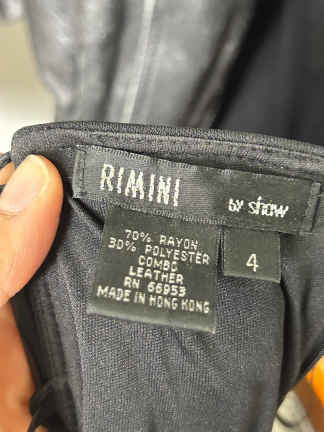 RIMINI by shaw
70% RAYON
30% POLYESTER
COMBO
LEATHER
RN 66953
MADE IN HONG KONG
4